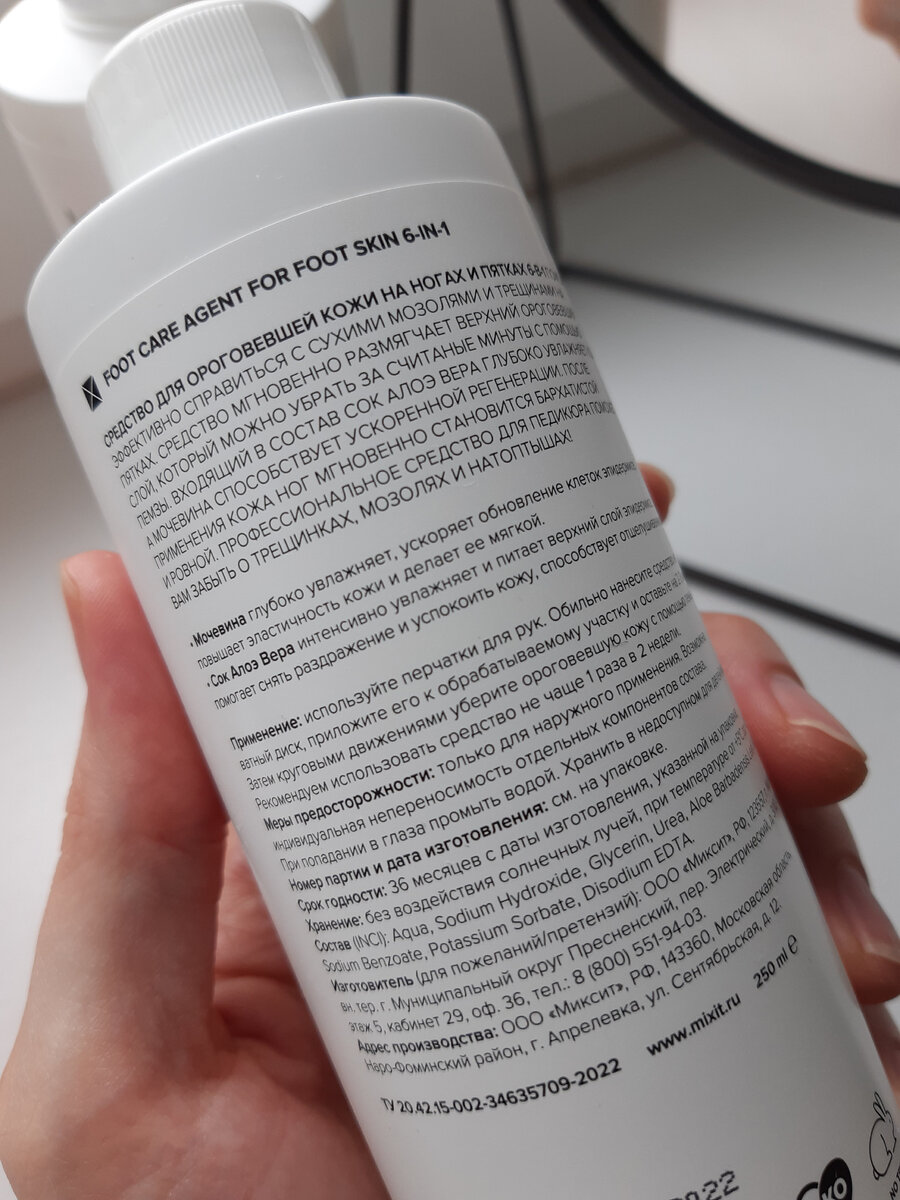 FOOT CARE AGENT FOR FOOT SKIN 6-IN-1
СРЕДСТВО ДЛЯ ОРОГОВЕВШЕЙ КОЖИ НА НОГАХ И ПЯТКАХ 6-В-1
ЭФФЕКТИВНО СПРАВИТЬСЯ С СУХИМИ МОЗОЛЯМИ И ТРЕЩИНАМИ НА
ПЯТКАХ. СРЕДСТВО МГНОВЕННО РАЗМЯГЧАЕТ ВЕРХНИЙ ОРОГОВЕВШИЙ
СЛОЙ, КОТОРЫЙ МОЖНО УБРАТЬ ЗА СЧИТАНЫЕ МИНУТЫ С ПОМОЩЬЮ
ПЕМЗЫ. ВХОДЯЩИЙ В СОСТАВ СОК АЛОЭ ВЕРА ГЛУБОКО УВЛАЖНЯЕТ
А МОЧЕВИНА СПОСОБСТВУЕТ УСКОРЕННОЙ РЕГЕНЕРАЦИИ. ПОСЛЕ
ПРИМЕНЕНИЯ КОЖА НОГ МГНОВЕННО СТАНОВИТСЯ БАРХАТИСТОЙ
И РОВНОЙ. ПРОФЕССИОНАЛЬНОЕ СРЕДСТВО ДЛЯ ПЕДИКЮРА ПОМОЖЕТ
ВАМ ЗАБЫТЬ О ТРЕЩИНКАХ, МОЗОЛЯХ И НАТОПТЫШАХ!
• Мочевина глубоко увлажняет, ускоряет обновление клеток эпидермиса
повышает эластичность кожи и делает ее мягкой.
• Сок Алоэ Вера интенсивно увлажняет и питает верхний слой эпидермиса
помогает снять раздражение и успокоить кожу, способствует
Применение: используйте перчатки для рук. Обильно нанесите средство
ватный диск, приложите его к обрабатываемому участку и оставьте на
Затем круговыми движениями уберите ороговевшую кожу с помощью
Рекомендуем использовать средство не чаще 1 раза в 2 недели.
Меры предосторожности: только для наружного применения. Возможна
индивидуальная непереносимость отдельных компонентов состава.
При попадании в глаза промыть водой. Хранить в недоступном для
Номер партии и дата изготовления: см. на упаковке.
Срок годности: 36 месяцев с даты изготовления, указанной на упаковке.
Хранение: без воздействия солнечных лучей, при температуре от
Состав (INCI): Aqua, Sodium Hydroxide, Glycerin, Urea, Aloe Barbadensis
Sodium Benzoate, Potassium Sorbate, Disodium EDTA.
Изготовитель (для пожеланий/претензий): ООО «Миксит», РФ, 123557,
вн. тер. г. Муниципальный округ Пресненский, пер. Электрический,
этаж 5, кабинет 29, оф. 36, тел.: 8 (800) 551-94-03.
Адрес производства: ООО «Миксит», РФ, 143360, Московская область
Наро-Фоминский район, г. Апрелевка, ул. Сентябрьская, д. 12.
www.mixit.ru 250 ml ℮
ТУ 20.42.15-002-34635709-2022